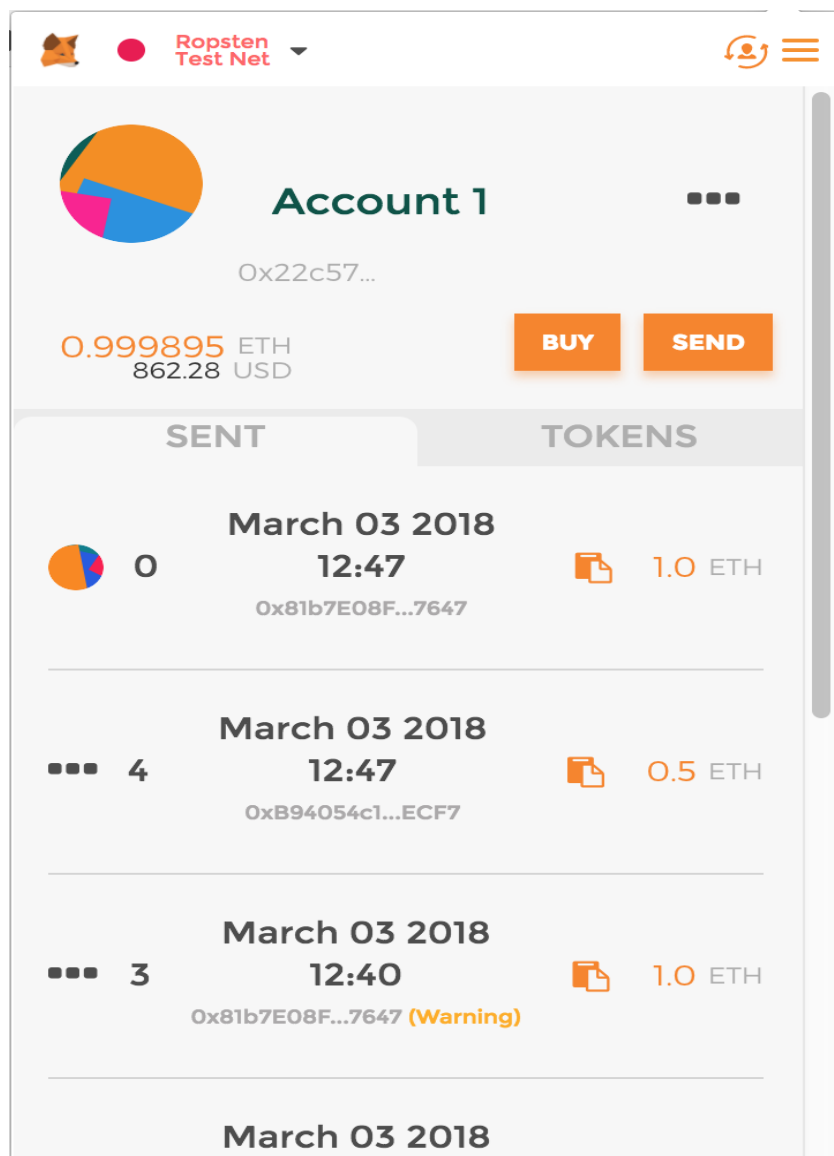 Ropsten
Test Net
Account 1
0x22c57...
0.999895 ETH
862.28 USD
BUY
SEND
SENT
TOKENS
March 03 2018
0
12:47
1.0 ETH
0x81b7E08F...7647
March 03 2018
4
12:47
0.5 ETH
0xB94054c1...ECF7
March 03 2018
3
12:40
1.0 ETH
0x81b7E08F...7647 (Warning)
March 03 2018